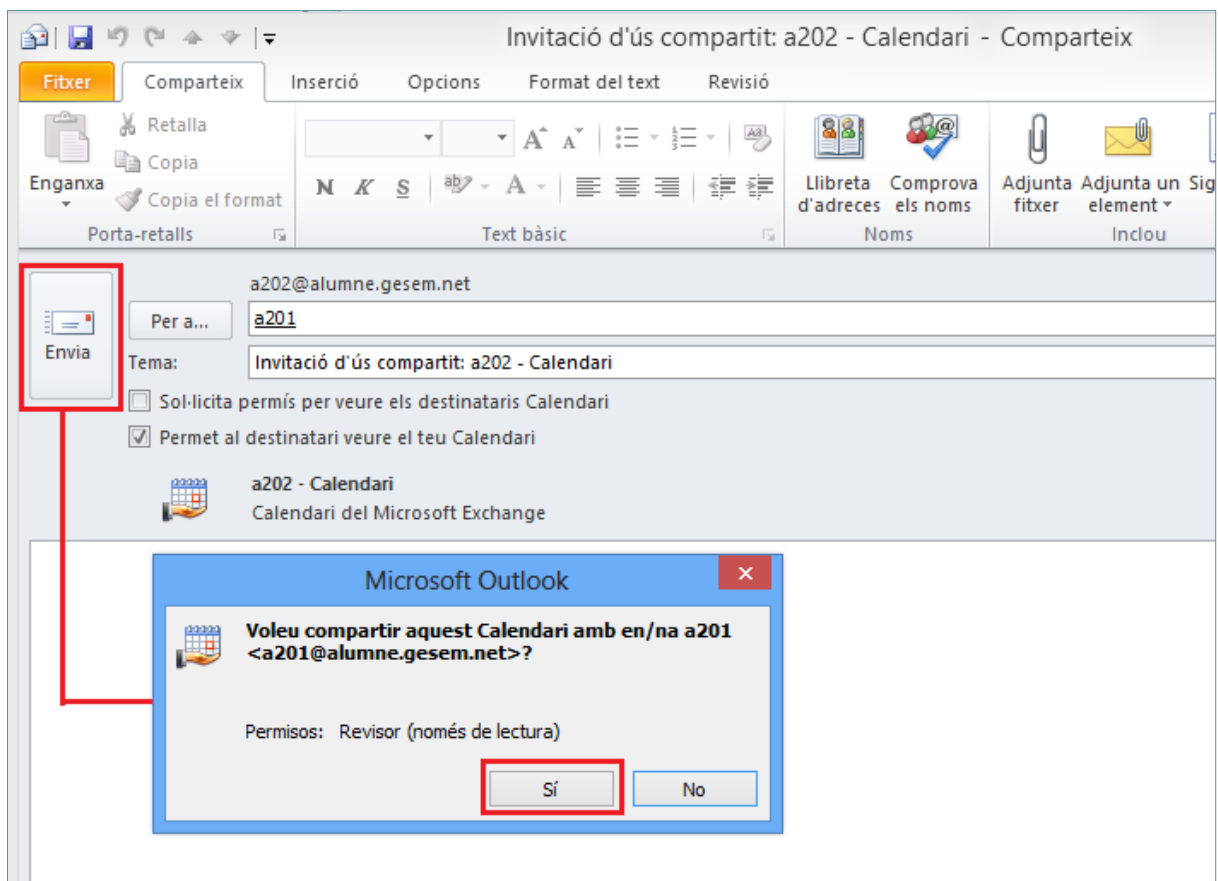 Invitació d'ús compartit: a202 - Calendari - Comparteix
Fitxer Comparteix Inserció Opcions Format del text Revisió
Enganxa
Retalla
Copia
Copia el format
Porta-retalls
N K S
Text bàsic
Llibreta d'adreces
Comprova els noms
Noms
Adjunta fitxer
Adjunta un element
Sig
Inclou
Envia
a202@alumne.gesem.net
Per a... a201
Tema: Invitació d'ús compartit: a202 - Calendari
Sol·licita permís per veure els destinataris Calendari
Permet al destinatari veure el teu Calendari
a202 - Calendari
Calendari del Microsoft Exchange
Microsoft Outlook
Voleu compartir aquest Calendari amb en/na a201
<a201@alumne.gesem.net>?
Permisos: Revisor (només de lectura)
Sí No